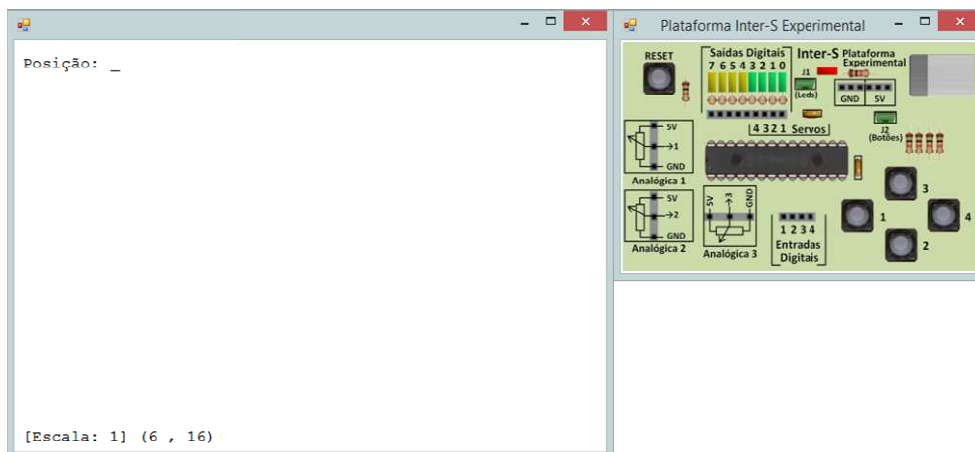 Posição: _
[Escala: 1] (6 , 16)
Plataforma Inter-S Experimental
RESET
Saídas Digitais
7 6 5 4 3 2 1 0
Inter-S Plataforma
Experimental
J1
(Leds)
GND 5V
J2
(Botões)
4 3 2 1 Servos
5V
→1
GND
Analógica 1
5V
→2
GND
Analógica 2
5V
→3
GND
Analógica 3
1 2 3 4
Entradas
Digitais
3
1
4
2